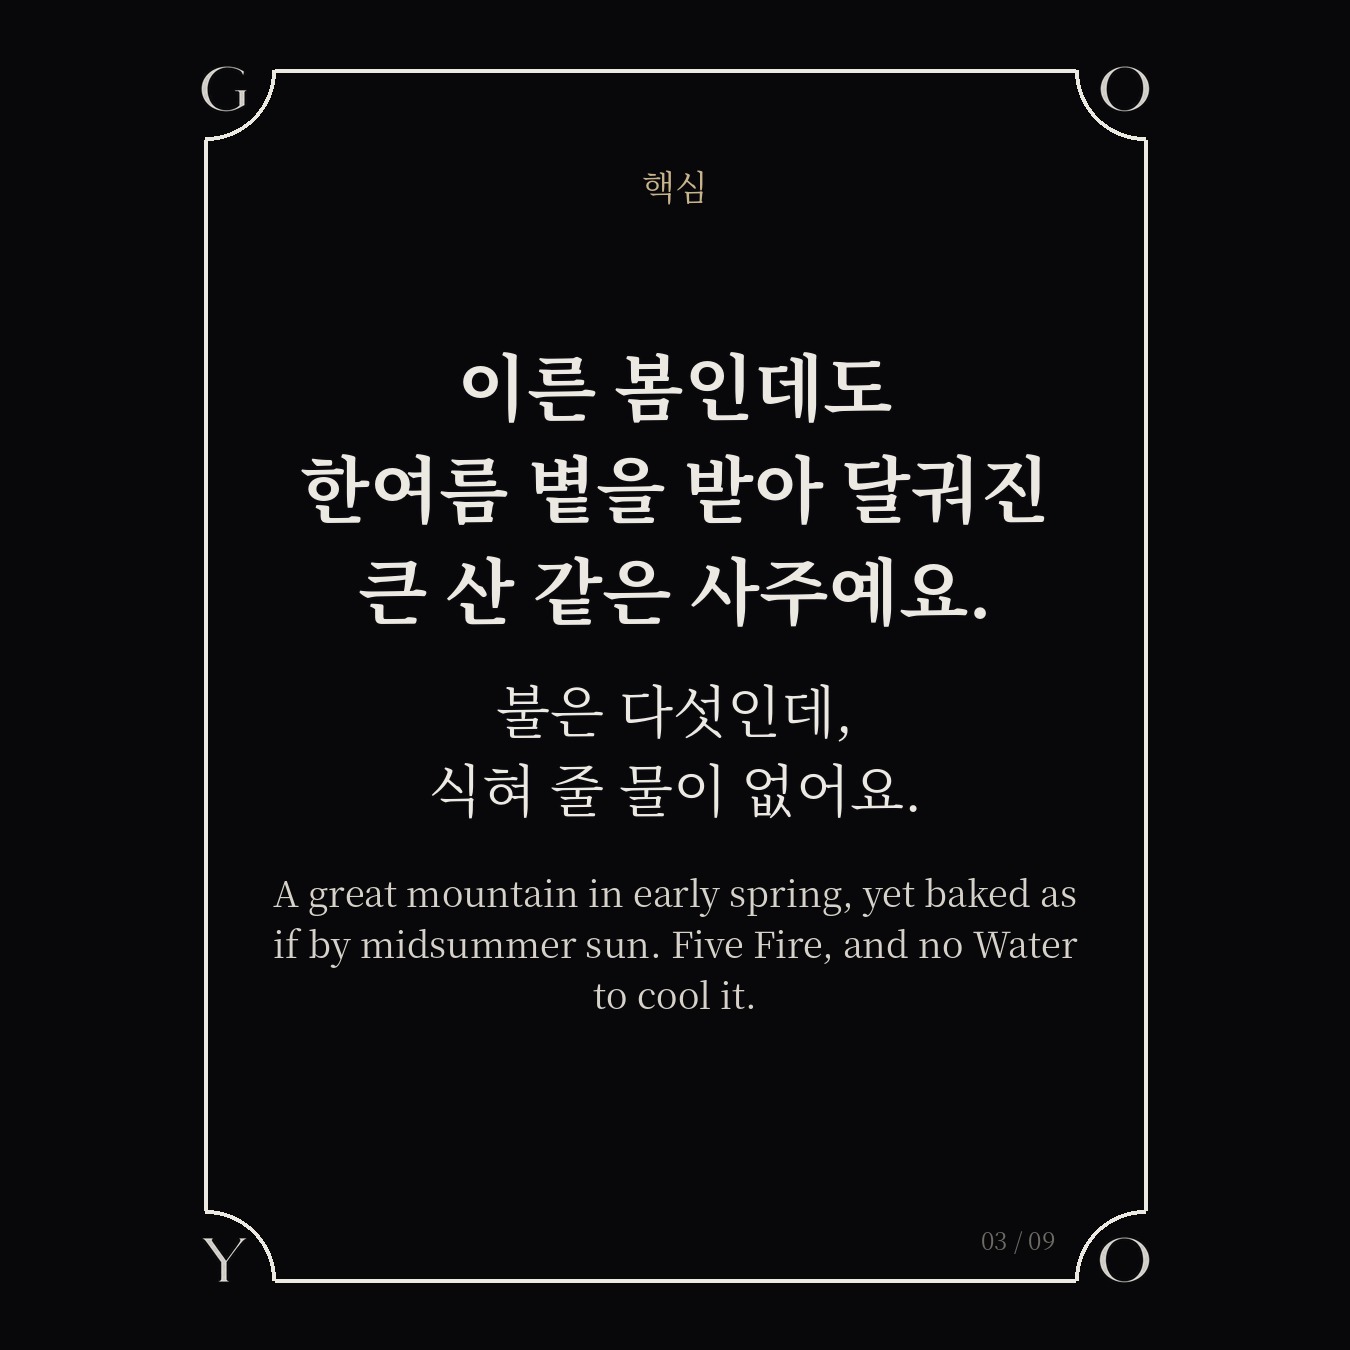 G O
핵심
이른 봄인데도
한여름 볕을 받아 달궈진
큰 산 같은 사주예요.
불은 다섯인데,
식혀 줄 물이 없어요.
A great mountain in early spring, yet baked as
if by midsummer sun. Five Fire, and no Water
to cool it.
03 / 09
Y O